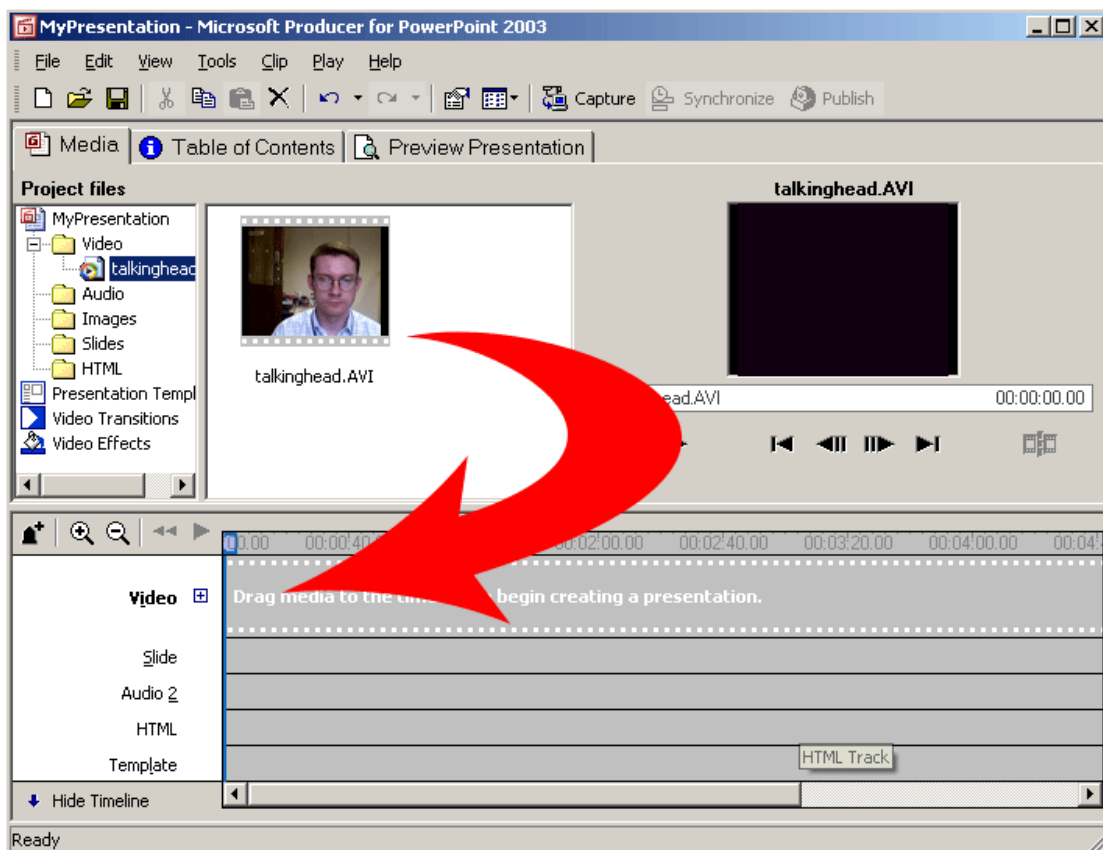 MyPresentation - Microsoft Producer for PowerPoint 2003
File Edit View Tools Clip Play Help
Capture Synchronize Publish
Media Table of Contents Preview Presentation
Project files
MyPresentation
Video
talkinghead
Audio
Images
Slides
HTML
Presentation Templ
Video Transitions
Video Effects
talkinghead.AVI
talkinghead.AVI
ead.AVI 00:00:00.00
00:00:40 02:00.00 00:02:40.00 00:03:20.00 00:04:00.00 00:04:
Video Drag media to the time begin creating a presentation.
Slide
Audio 2
HTML
Template
HTML Track
Hide Timeline
Ready